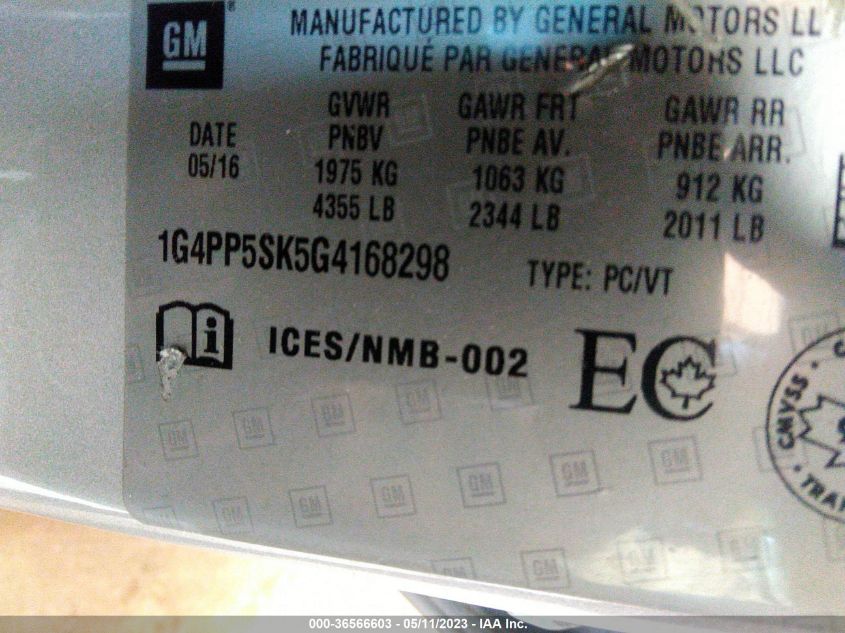 GM
MANUFACTURED BY GENERAL MOTORS LL
FABRIQUÉ PAR GENERAL MOTORS LLC
DATE
05/16
GVWR
PNBV
1975 KG
4355 LB
GAWR FRT
PNBE AV.
1063 KG
2344 LB
GAWR RR
PNBE ARR.
912 KG
2011 LB
1G4PP5SK5G4168298
TYPE: PC/VT
i
ICES/NMB-002
EC
CMVSS
TRA
000-36566603 - 05/11/2023 - IAA Inc.